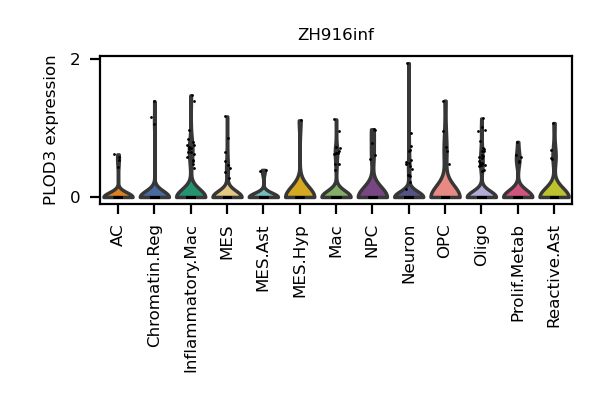 ZH916inf
PLOD3 expression
2
0
AC
Chromatin.Reg
Inflammatory.Mac
MES
MES.Ast
MES.Hyp
Mac
NPC
Neuron
OPC
Oligo
Prolif.Metab
Reactive.Ast